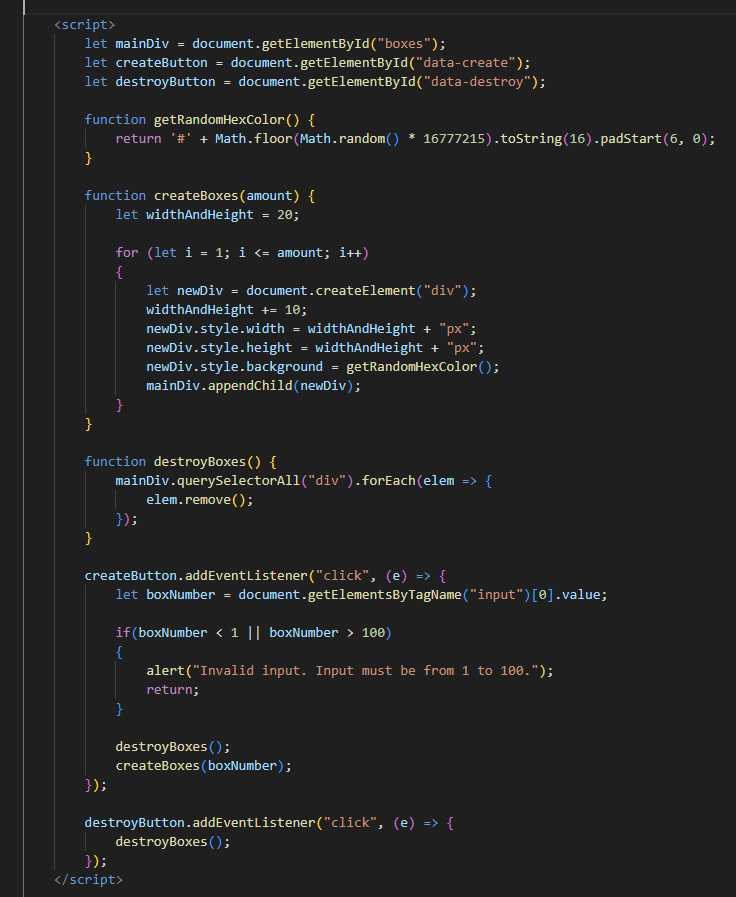 <script>
let mainDiv = document.getElementById("boxes");
let createButton = document.getElementById("data-create");
let destroyButton = document.getElementById("data-destroy");
function getRandomHexColor() {
return '#' + Math.floor(Math.random() * 16777215).toString(16).padStart(6, 0);
}
function createBoxes(amount) {
let widthAndHeight = 20;
for (let i = 1; i <= amount; i++)
{
let newDiv = document.createElement("div");
widthAndHeight += 10;
newDiv.style.width = widthAndHeight + "px";
newDiv.style.height = widthAndHeight + "px";
newDiv.style.background = getRandomHexColor();
mainDiv.appendChild(newDiv);
}
}
function destroyBoxes() {
mainDiv.querySelectorAll("div").forEach(elem => {
elem.remove();
});
}
createButton.addEventListener("click", (e) => {
let boxNumber = document.getElementsByTagName("input")[0].value;
if(boxNumber < 1 || boxNumber > 100)
{
alert("Invalid input. Input must be from 1 to 100.");
return;
}
destroyBoxes();
createBoxes(boxNumber);
});
destroyButton.addEventListener("click", (e) => {
destroyBoxes();
});
</script>